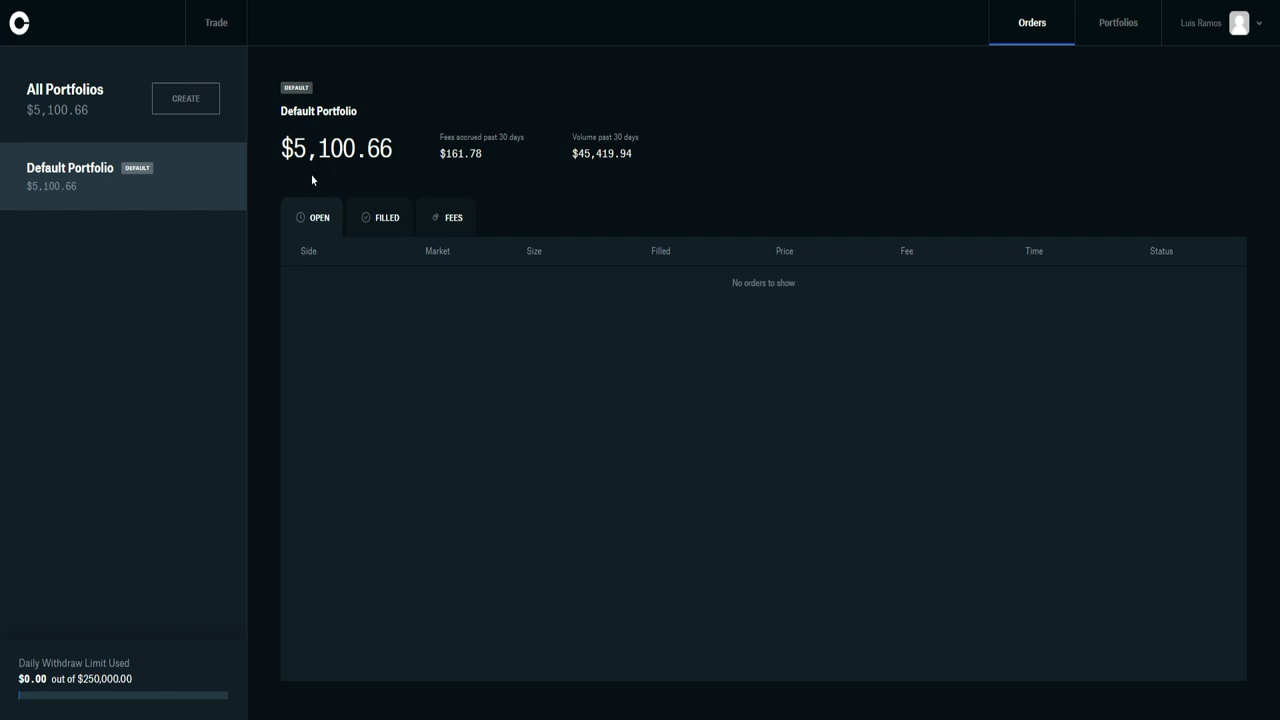 Trade
Orders
Portfolios
Luis Ramos
All Portfolios
$5,100.66
CREATE
Default Portfolio DEFAULT
$5,100.66
DEFAULT
Default Portfolio
$5,100.66
Fees accrued past 30 days
$161.78
Volume past 30 days
$45,419.94
OPEN
FILLED
FEES
Side Market Size Filled Price Fee Time Status
No orders to show
Daily Withdraw Limit Used
$0.00 out of $250,000.00